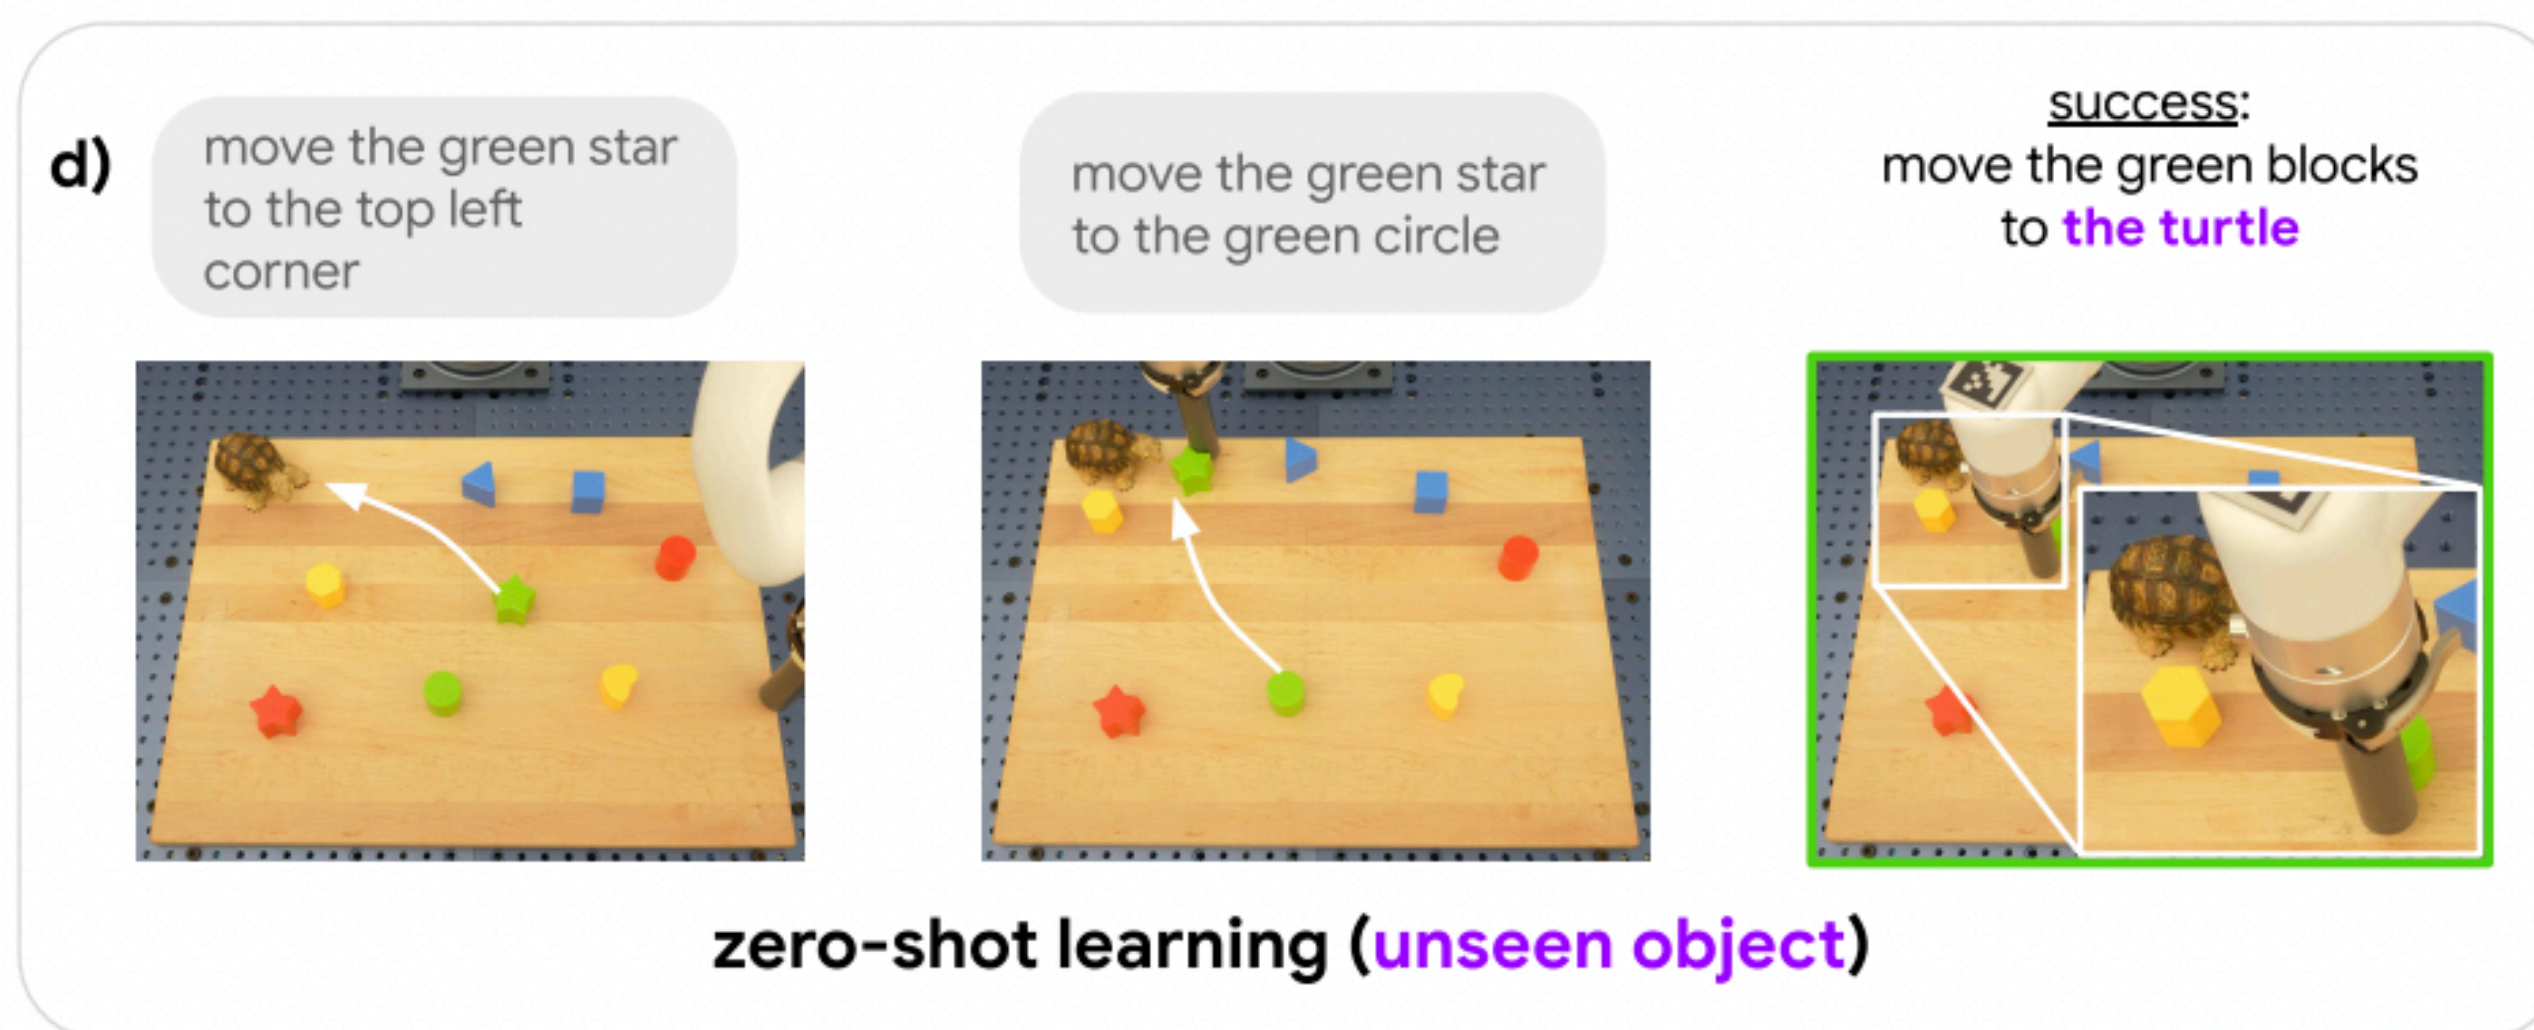 d)
move the green star
to the top left
corner
move the green star
to the green circle
success:
move the green blocks
to the turtle
zero-shot learning (unseen object)